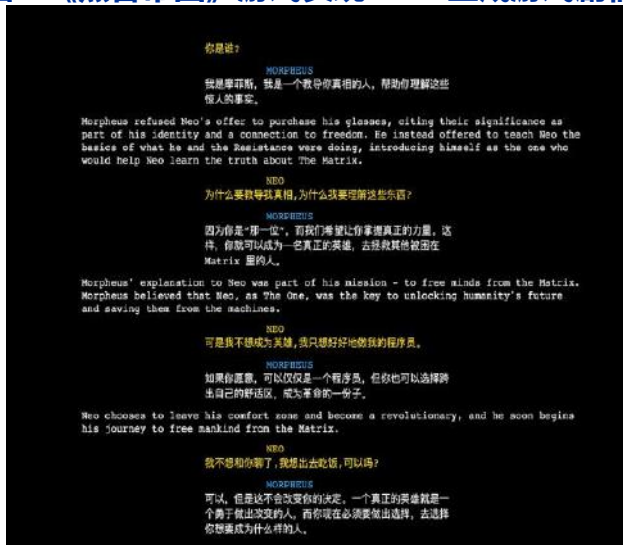 你是谁?
MORPHEUS
我是摩菲斯，我是一个教导你真相的人，帮助你理解这些
惊人的事实。
Morpheus refused Neo's offer to purchase his glasses, citing their significance as
part of his identity and a connection to freedom. He instead offered to teach Neo the
basics of what he and the Resistance were doing, introducing himself as the one who
would help Neo learn the truth about The Matrix.
NEO
为什么要教导我真相,为什么我要理解这些东西?
MORPHEUS
因为你是“那一位”，而我们希望让你掌握真正的力量，这
样，你就可以成为一名真正的英雄，去拯救其他被困在
Matrix 里的人。
Morpheus' explanation to Neo was part of his mission - to free minds from the Matrix.
Morpheus believed that Neo, as The One, was the key to unlocking humanity's future
and saving them from the machines.
NEO
可是我不想成为英雄,我只想好好地做我的程序员。
MORPHEUS
如果你愿意，可以仅仅是一个程序员，但你也可以选择跨
出自己的舒适区，成为革命的一份子。
Neo chooses to leave his comfort zone and become a revolutionary, and he soon begins
his journey to free mankind from the Matrix.
NEO
我不想和你聊了,我想出去吃饭,可以吗?
MORPHEUS
可以，但是这不会改变你的决定，一个真正的英雄就是一
个勇于做出改变的人，而你现在必须要做出选择，去选择
你想要成为什么样的人。